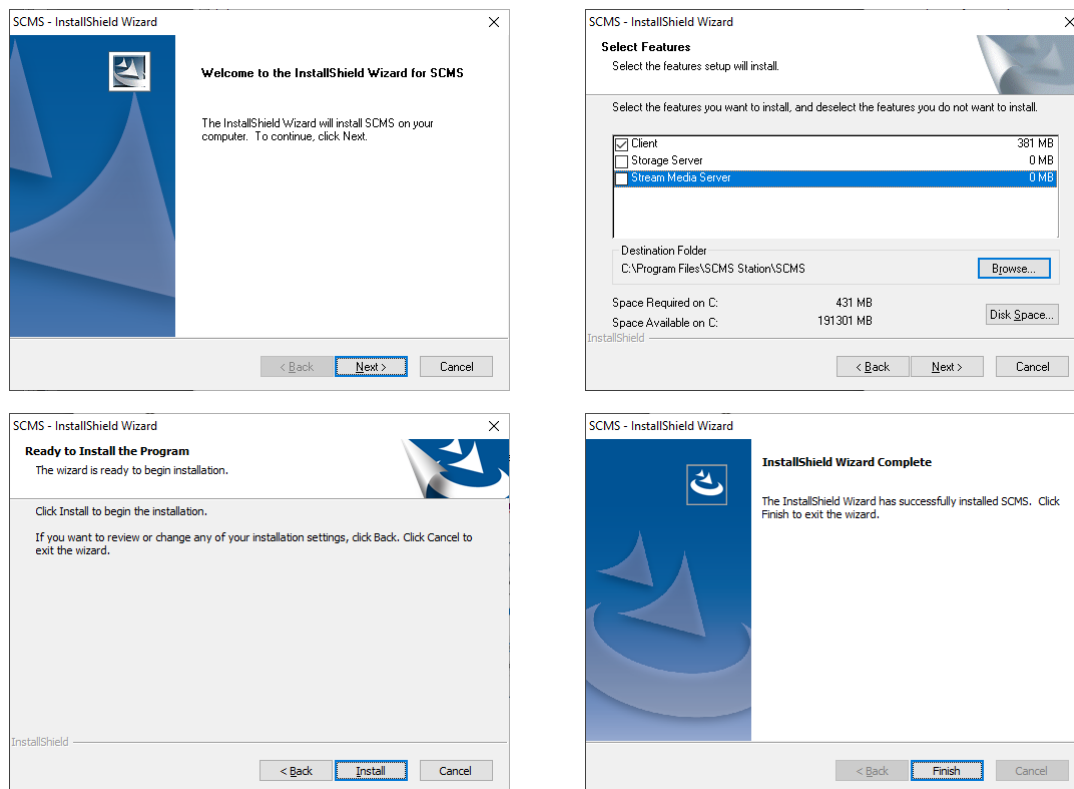 SCMS - InstallShield Wizard
Welcome to the InstallShield Wizard for SCMS
The InstallShield Wizard will install SCMS on your
computer. To continue, click Next.
< Back
Next >
Cancel
SCMS - InstallShield Wizard
Select Features
Select the features setup will install.
Select the features you want to install, and deselect the features you do not want to install.
Client 381 MB
Storage Server 0 MB
Stream Media Server 0 MB
Destination Folder
C:\Program Files\SCMS Station\SCMS
Browse...
Space Required on C: 431 MB
Space Available on C: 191301 MB
Disk Space...
InstallShield
< Back
Next >
Cancel
SCMS - InstallShield Wizard
Ready to Install the Program
The wizard is ready to begin installation.
Click Install to begin the installation.
If you want to review or change any of your installation settings, click Back. Click Cancel to
exit the wizard.
InstallShield
< Back
Install
Cancel
SCMS - InstallShield Wizard
InstallShield Wizard Complete
The InstallShield Wizard has successfully installed SCMS. Click
Finish to exit the wizard.
< Back
Finish
Cancel